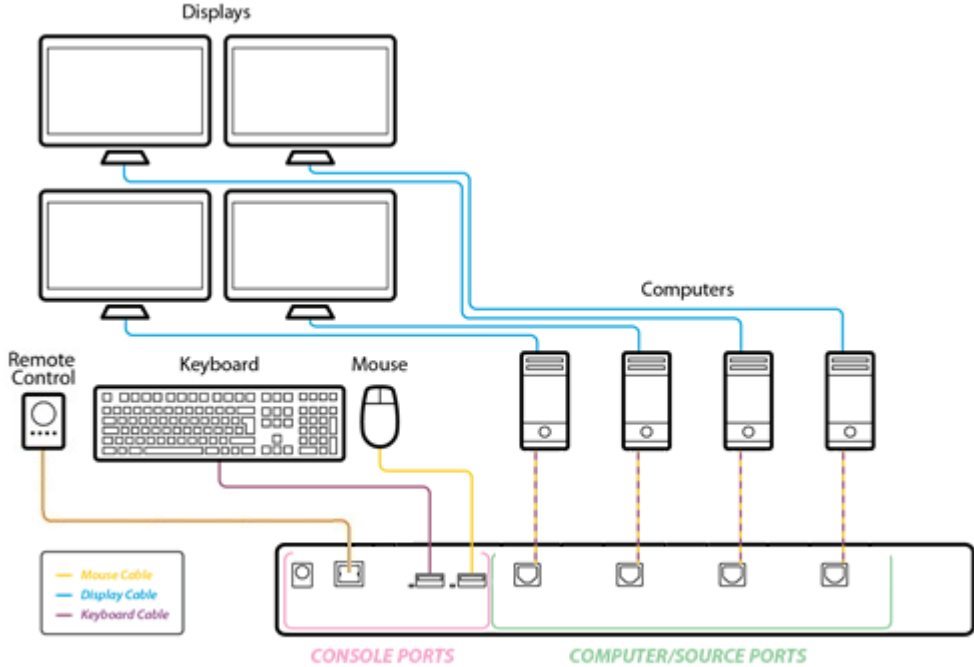 Displays
Computers
Remote
Control
Keyboard
Mouse
Mouse Cable
Display Cable
Keyboard Cable
CONSOLE PORTS
COMPUTER/SOURCE PORTS